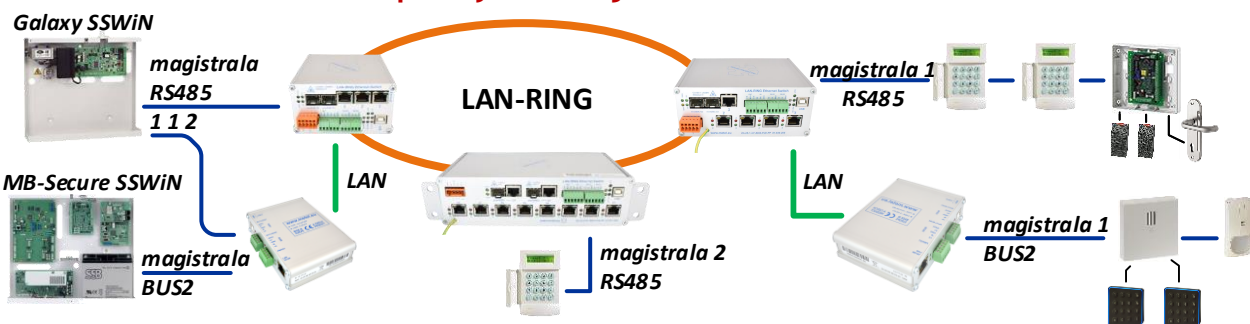 Galaxy SSWiN
magistrala
RS485
1 1 2
MB-Secure SSWiN
magistrala
BUS2
LAN
LAN-RING
magistrala 2
RS485
magistrala 1
RS485
LAN
magistrala 1
BUS2